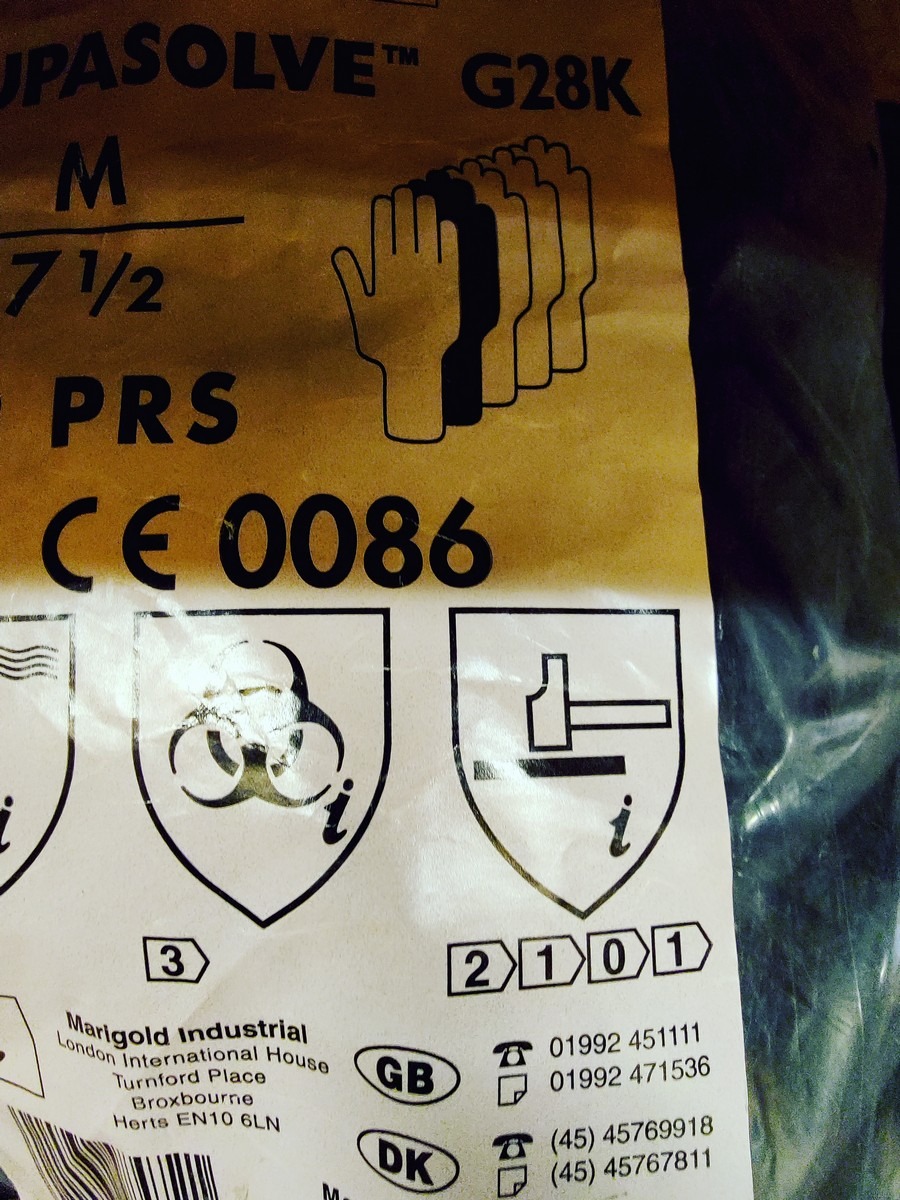 UPASOLVE™ G28K
M
7 1/2
PRS
CE 0086
i
i
i
3
2 1 0 1
Marigold Industrial
London International House
Turnford Place
Broxbourne
Herts EN10 6LN
GB
01992 451111
01992 471536
DK
(45) 45769918
(45) 45767811